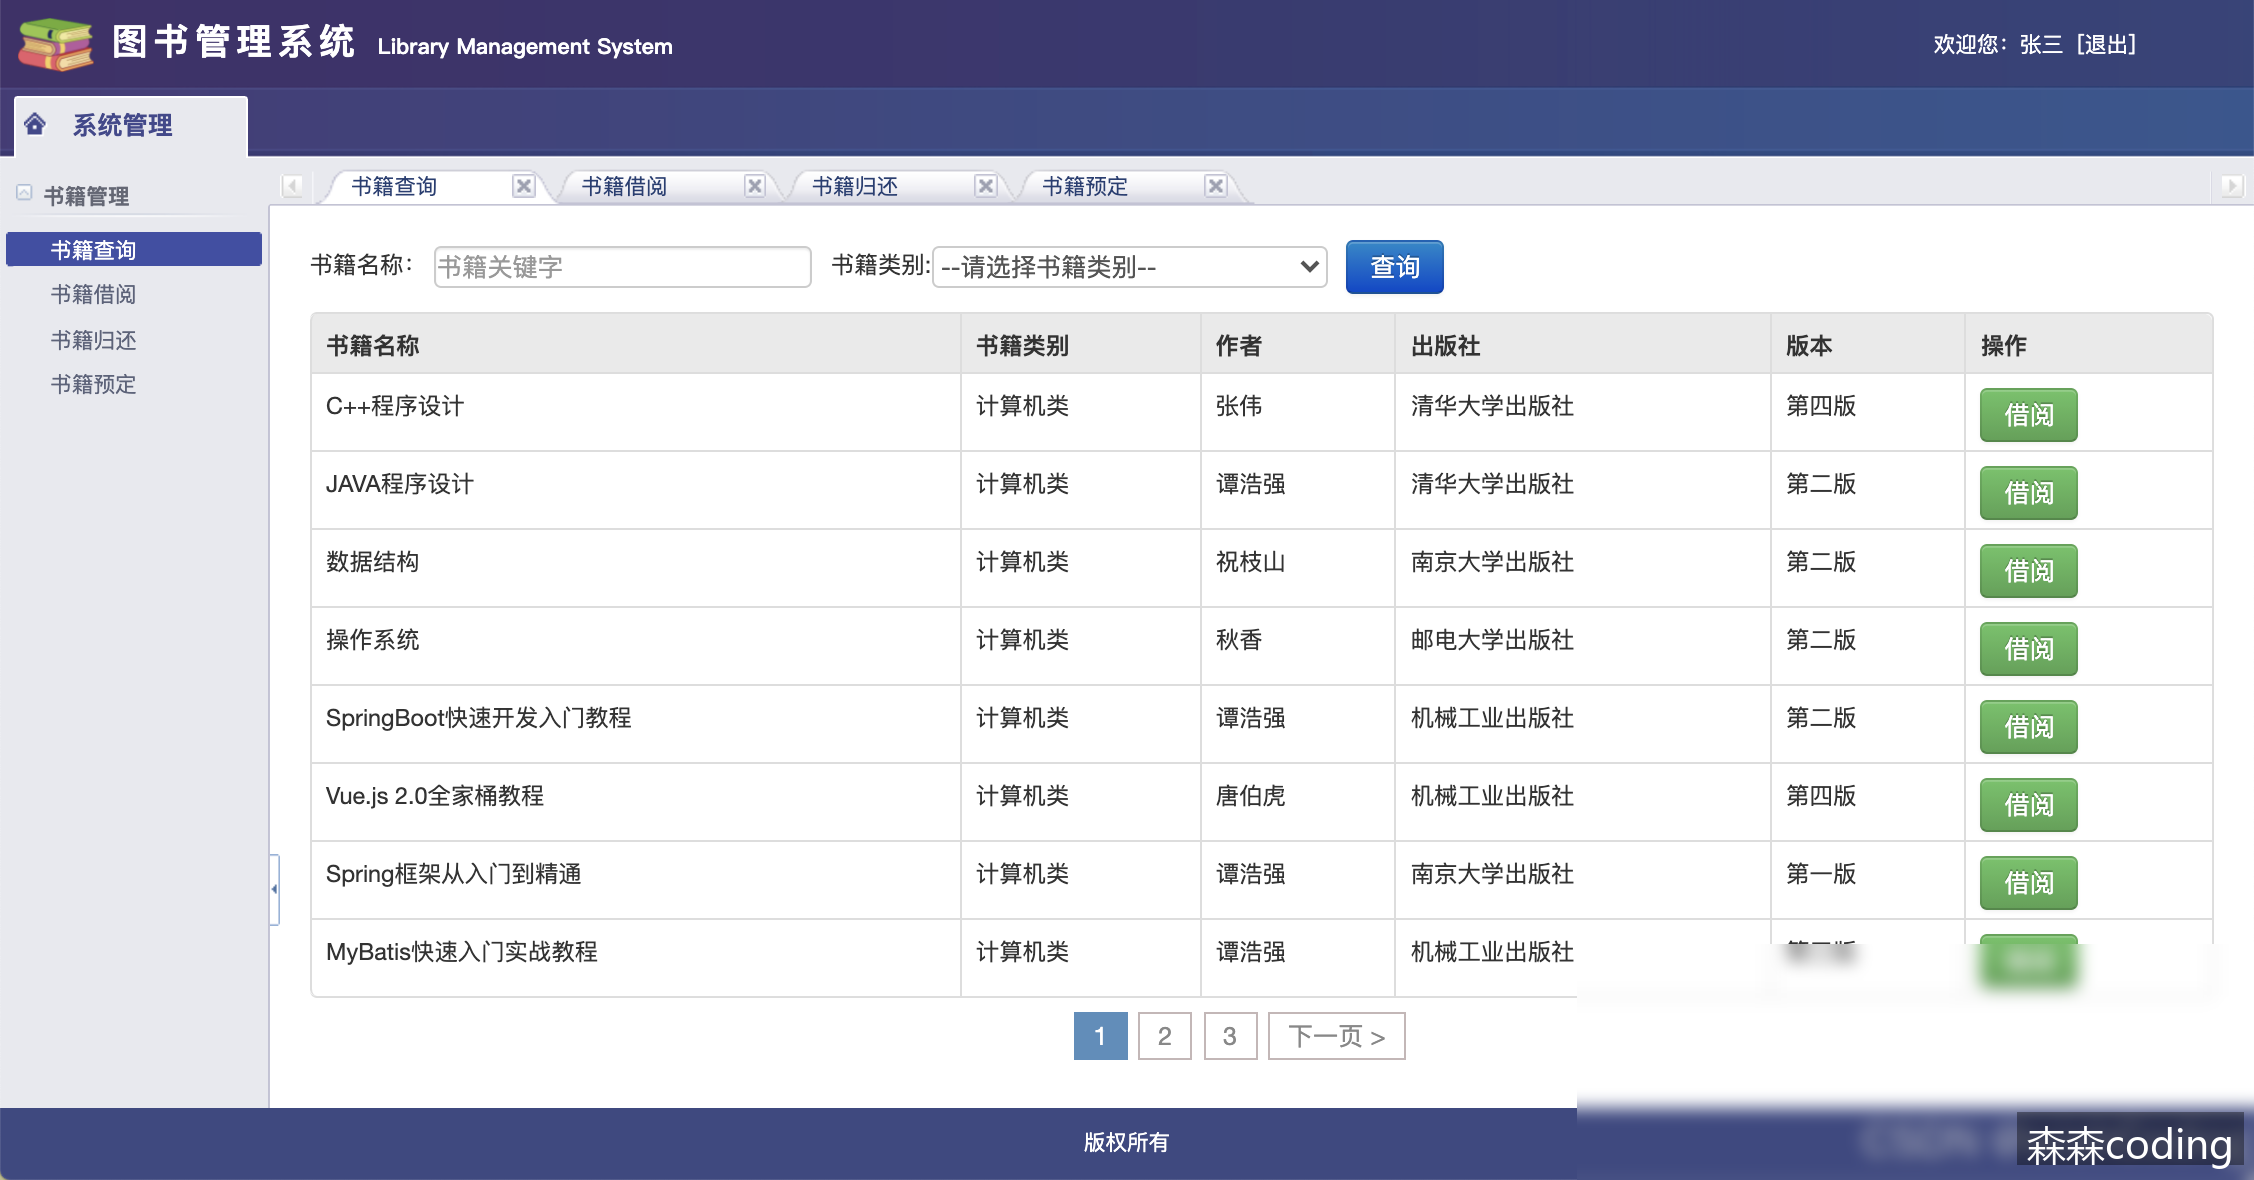 图书管理系统 Library Management System
欢迎您：张三 [退出]
系统管理
书籍管理
书籍查询
书籍借阅
书籍归还
书籍预定
书籍查询 书籍借阅 书籍归还 书籍预定
书籍名称： 书籍关键字 书籍类别: --请选择书籍类别-- 查询
书籍名称 书籍类别 作者 出版社 版本 操作
C++程序设计 计算机类 张伟 清华大学出版社 第四版 借阅
JAVA程序设计 计算机类 谭浩强 清华大学出版社 第二版 借阅
数据结构 计算机类 祝枝山 南京大学出版社 第二版 借阅
操作系统 计算机类 秋香 邮电大学出版社 第二版 借阅
SpringBoot快速开发入门教程 计算机类 谭浩强 机械工业出版社 第二版 借阅
Vue.js 2.0全家桶教程 计算机类 唐伯虎 机械工业出版社 第四版 借阅
Spring框架从入门到精通 计算机类 谭浩强 南京大学出版社 第一版 借阅
MyBatis快速入门实战教程 计算机类 谭浩强 机械工业出版社
1 2 3 下一页 >
版权所有
森森coding